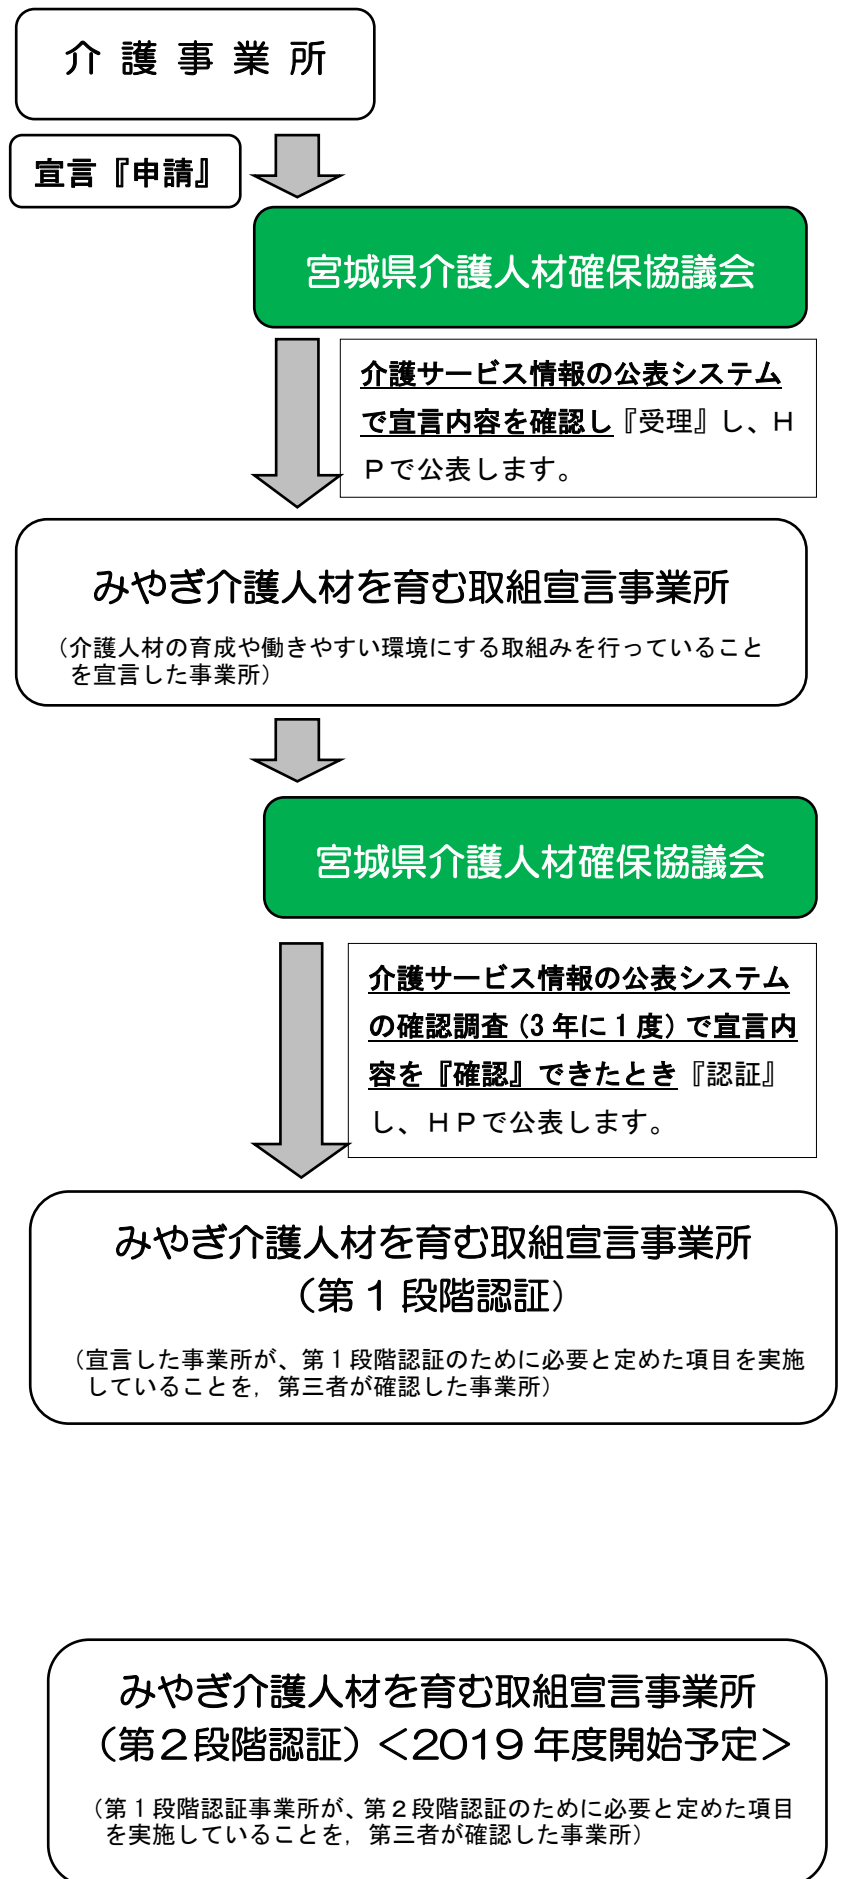 介護事業所
宣言『申請』
宮城県介護人材確保協議会
介護サービス情報の公表システム
で宣言内容を確認し『受理』し、Ｈ
Ｐで公表します。
みやぎ介護人材を育む取組宣言事業所
（介護人材の育成や働きやすい環境にする取組みを行っていること
を宣言した事業所）
宮城県介護人材確保協議会
介護サービス情報の公表システム
の確認調査（3 年に 1 度）で宣言内
容を『確認』できたとき『認証』
し、ＨＰで公表します。
みやぎ介護人材を育む取組宣言事業所
（第 1 段階認証）
（宣言した事業所が、第１段階認証のために必要と定めた項目を実施
していることを，第三者が確認した事業所）
みやぎ介護人材を育む取組宣言事業所
（第２段階認証）＜2019 年度開始予定＞
（第１段階認証事業所が、第２段階認証のために必要と定めた項目
を実施していることを，第三者が確認した事業所）